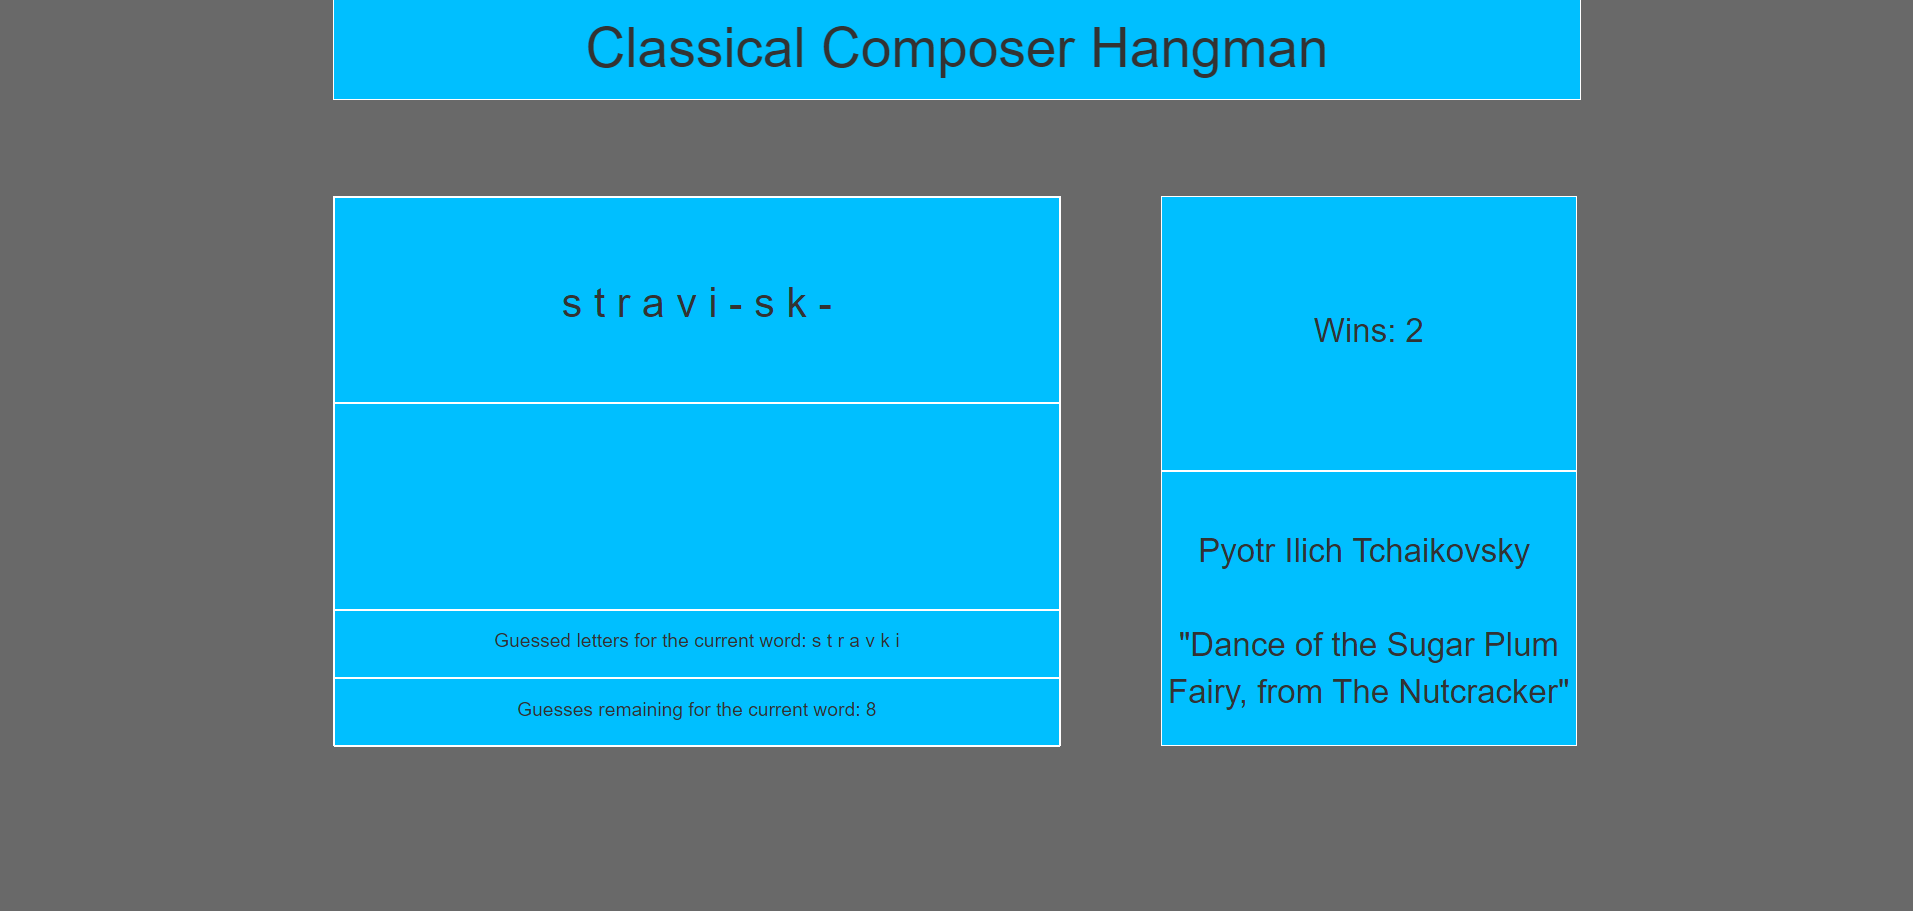 Classical Composer Hangman
s t r a v i - s k -
Guessed letters for the current word: s t r a v k i
Guesses remaining for the current word: 8
Wins: 2
Pyotr Ilich Tchaikovsky
"Dance of the Sugar Plum
Fairy, from The Nutcracker"